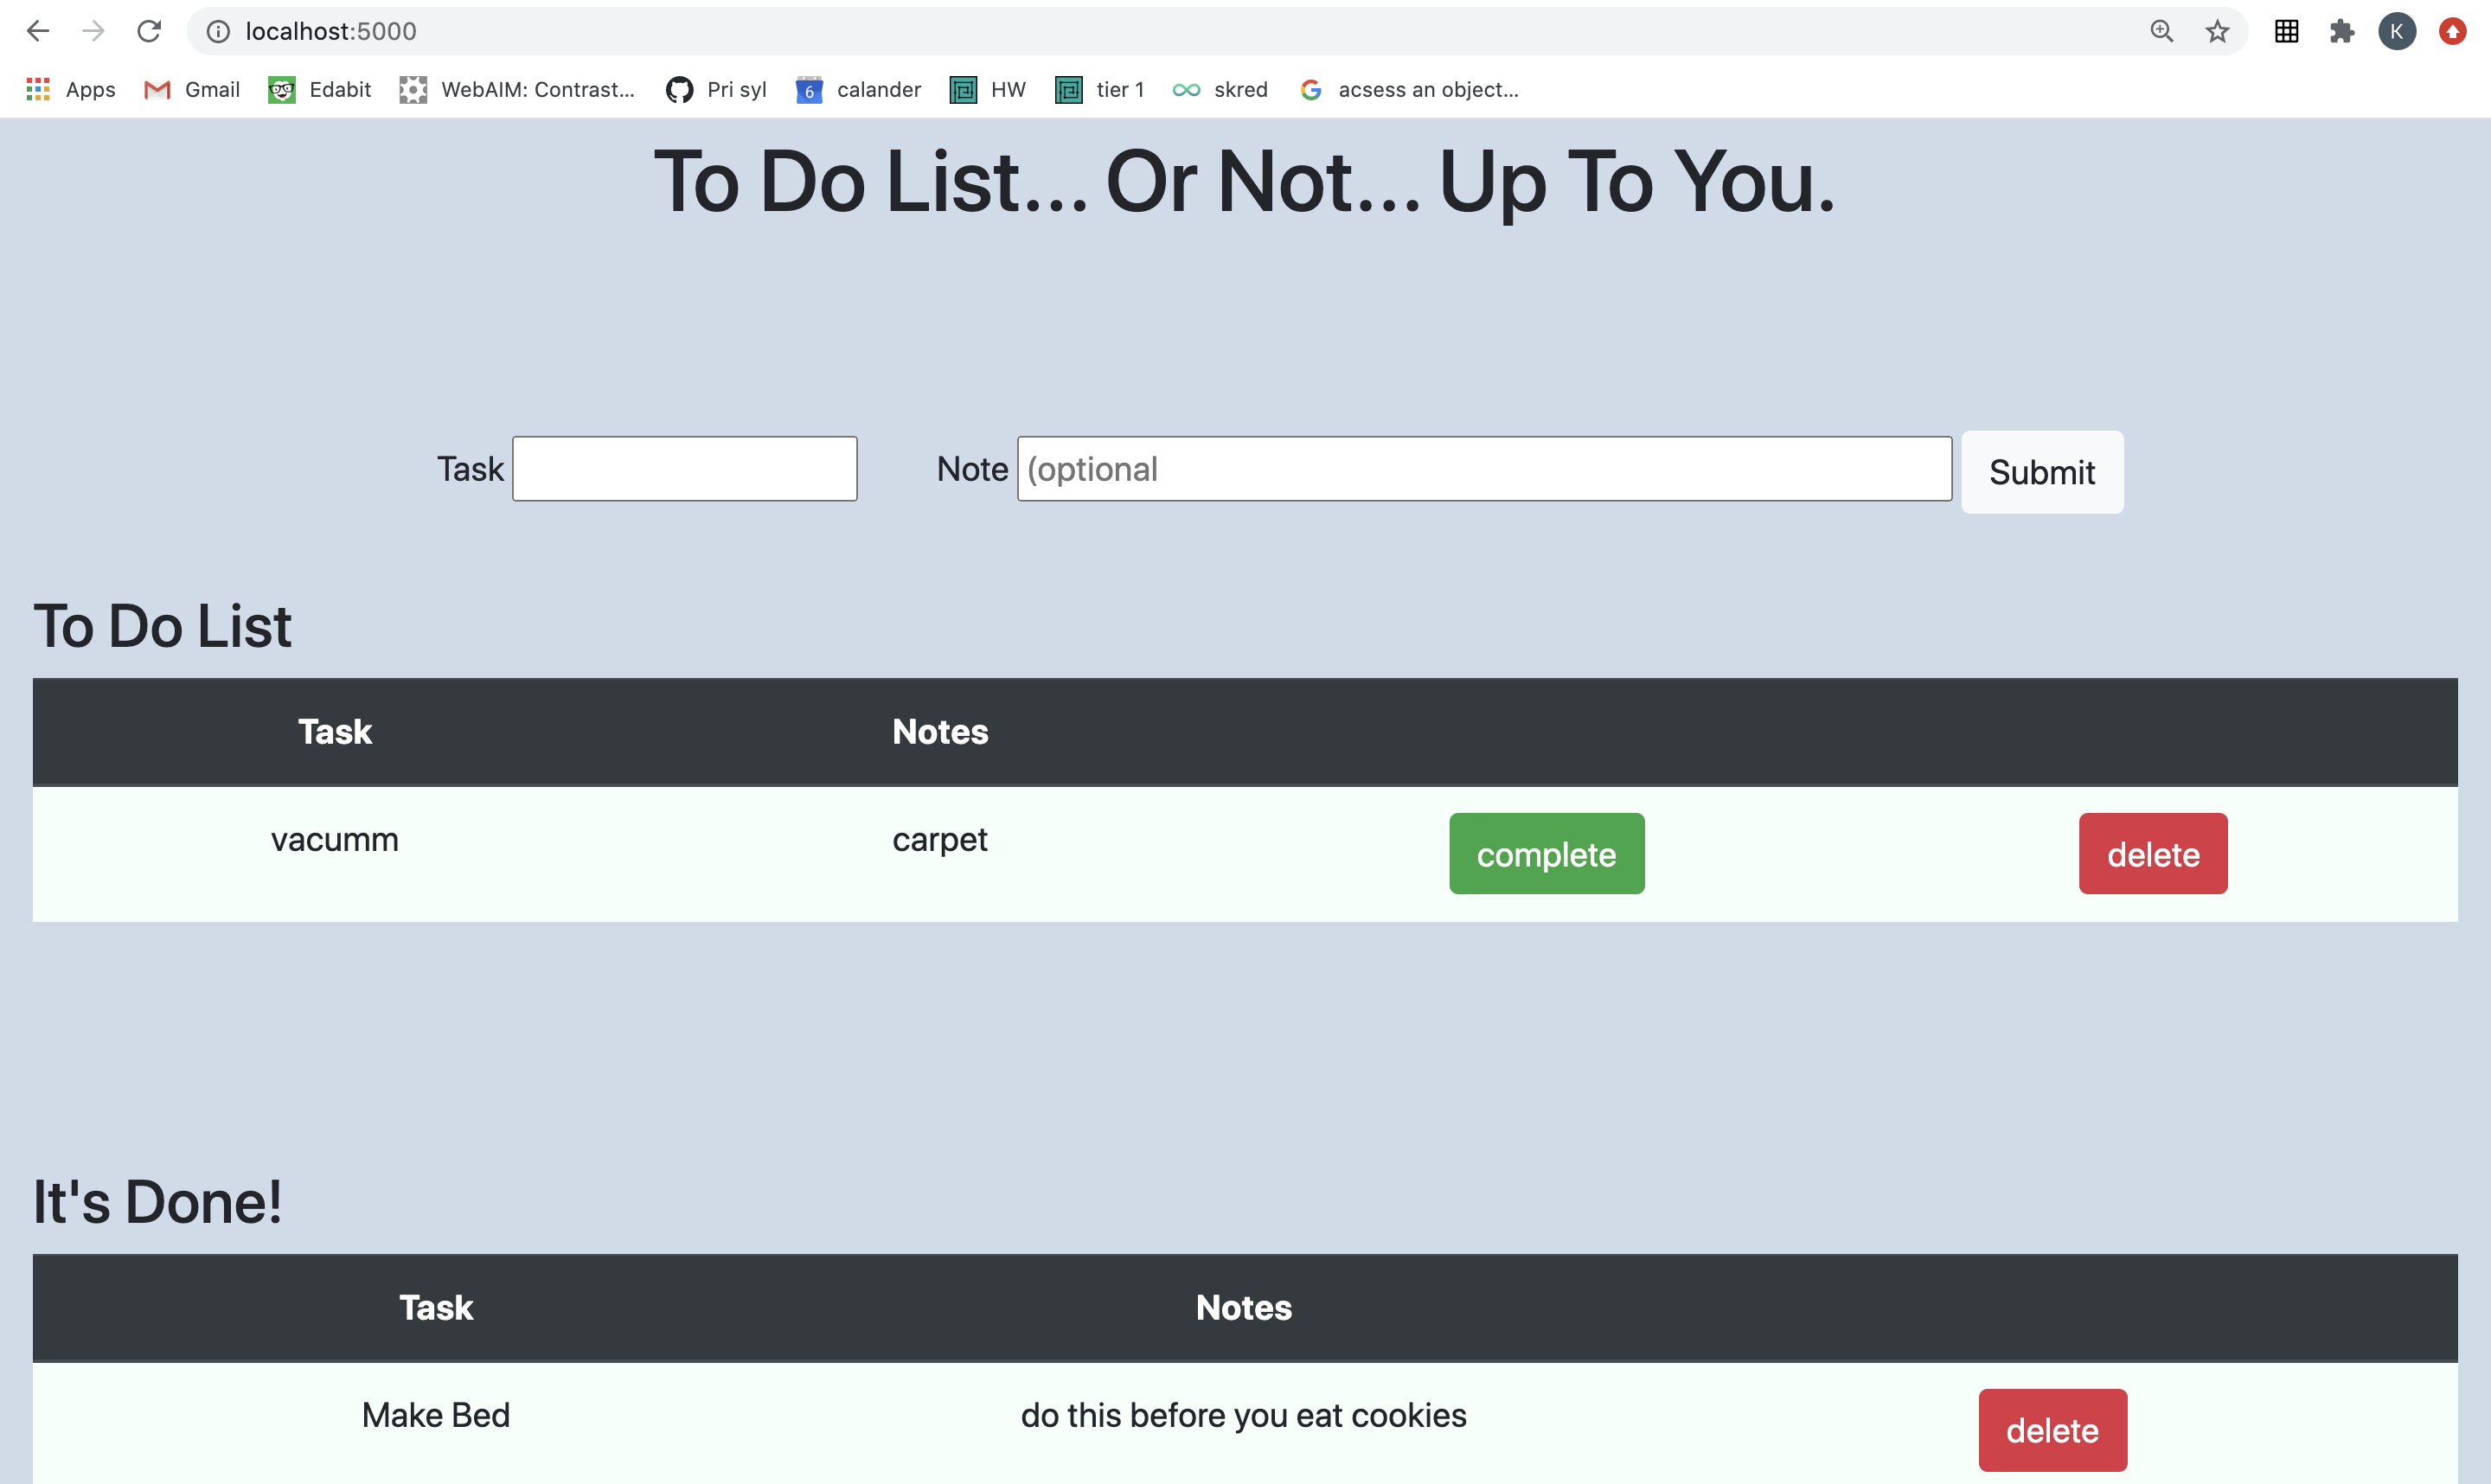 localhost:5000
K
Apps Gmail Edabit WebAIM: Contrast... Pri syl 6 calander HW tier 1 skred acsess an object...
To Do List... Or Not... Up To You.
Task Note (optional Submit
To Do List
Task Notes
vacumm carpet complete delete
It's Done!
Task Notes
Make Bed do this before you eat cookies delete